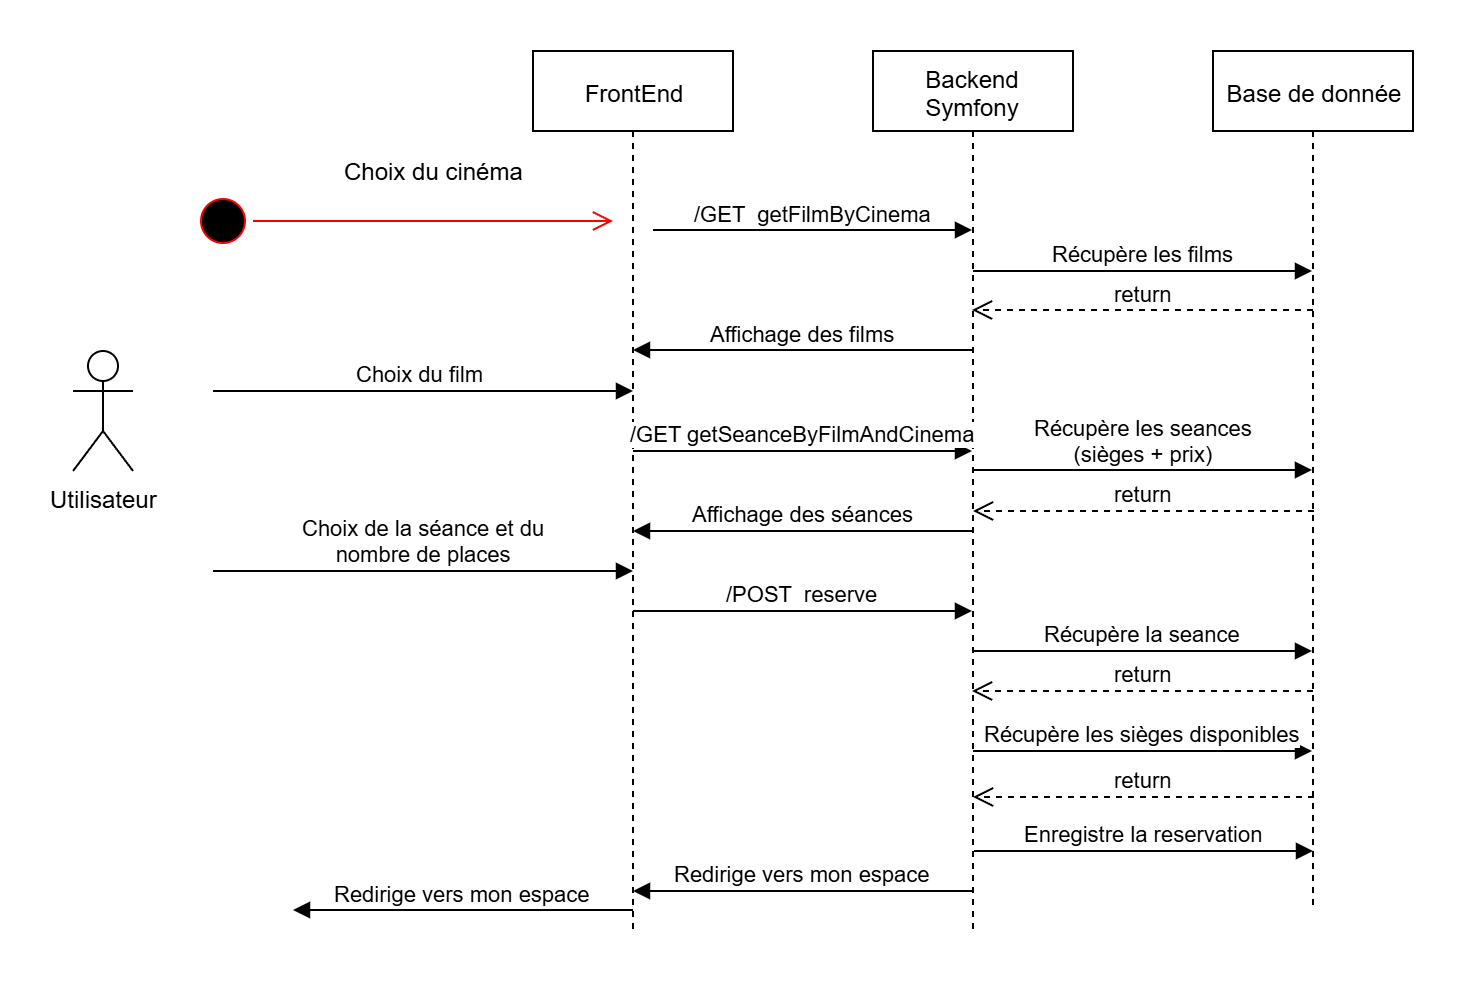 FrontEnd
Backend
Symfony
Base de donnée
Choix du cinéma
/GET  getFilmByCinema
Récupère les films
return
Affichage des films
Choix du film
/GET getSeanceByFilmAndCinema
Récupère les seances
(sièges + prix)
return
Utilisateur
Affichage des séances
Choix de la séance et du
nombre de places
/POST  reserve
Récupère la seance
return
Récupère les sièges disponibles
return
Enregistre la reservation
Redirige vers mon espace
Redirige vers mon espace